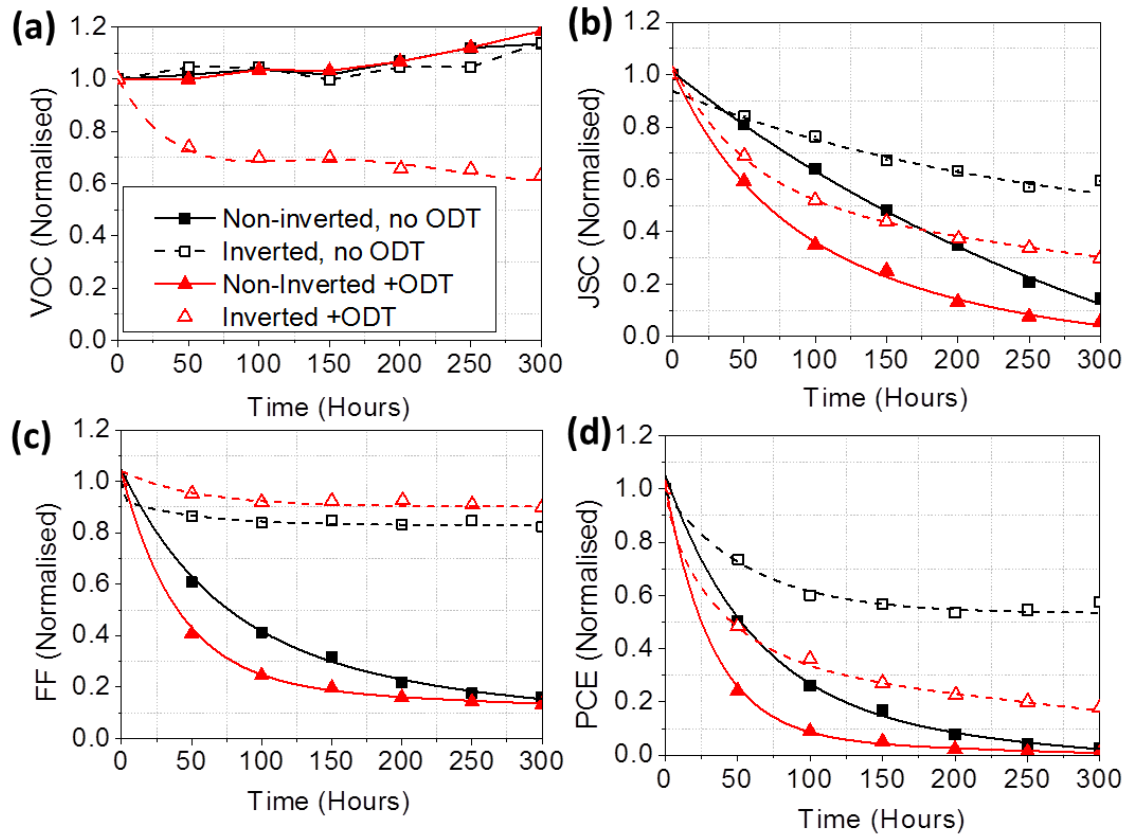 (a)
1.2
1.0
0.8
0.6
0.4
0.2
0.0
VOC (Normalised)
Non-inverted, no ODT
Inverted, no ODT
Non-Inverted +ODT
Inverted +ODT
0 50 100 150 200 250 300
Time (Hours)
(b)
1.2
1.0
0.8
0.6
0.4
0.2
0.0
JSC (Normalised)
0 50 100 150 200 250 300
Time (Hours)
(c)
1.2
1.0
0.8
0.6
0.4
0.2
0.0
FF (Normalised)
0 50 100 150 200 250 300
Time (Hours)
(d)
1.2
1.0
0.8
0.6
0.4
0.2
0.0
PCE (Normalised)
0 50 100 150 200 250 300
Time (Hours)